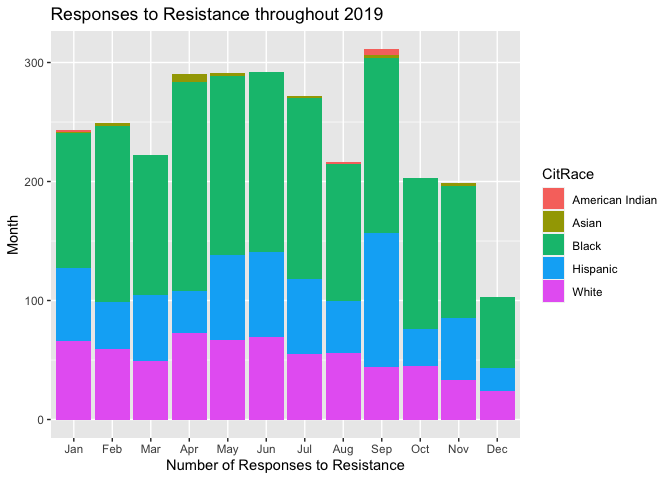 Responses to Resistance throughout 2019
300
200
100
0
Month
Jan Feb Mar Apr May Jun Jul Aug Sep Oct Nov Dec
Number of Responses to Resistance
CitRace
American Indian
Asian
Black
Hispanic
White